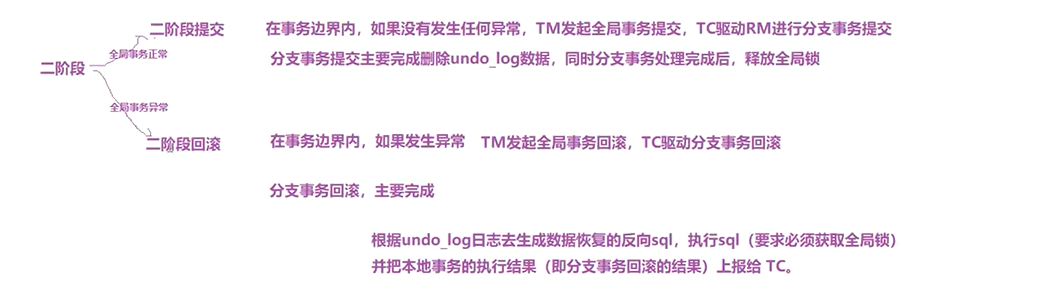 二阶段提交
在事务边界内，如果没有发生任何异常，TM发起全局事务提交，TC驱动RM进行分支事务提交
全局事务正常
分支事务提交主要完成删除undo_log数据，同时分支事务处理完成后，释放全局锁
二阶段
全局事务异常
二阶段回滚
在事务边界内，如果发生异常 TM发起全局事务回滚，TC驱动分支事务回滚
分支事务回滚，主要完成
根据undo_log日志去生成数据恢复的反向sql，执行sql（要求必须获取全局锁）
并把本地事务的执行结果（即分支事务回滚的结果）上报给 TC。